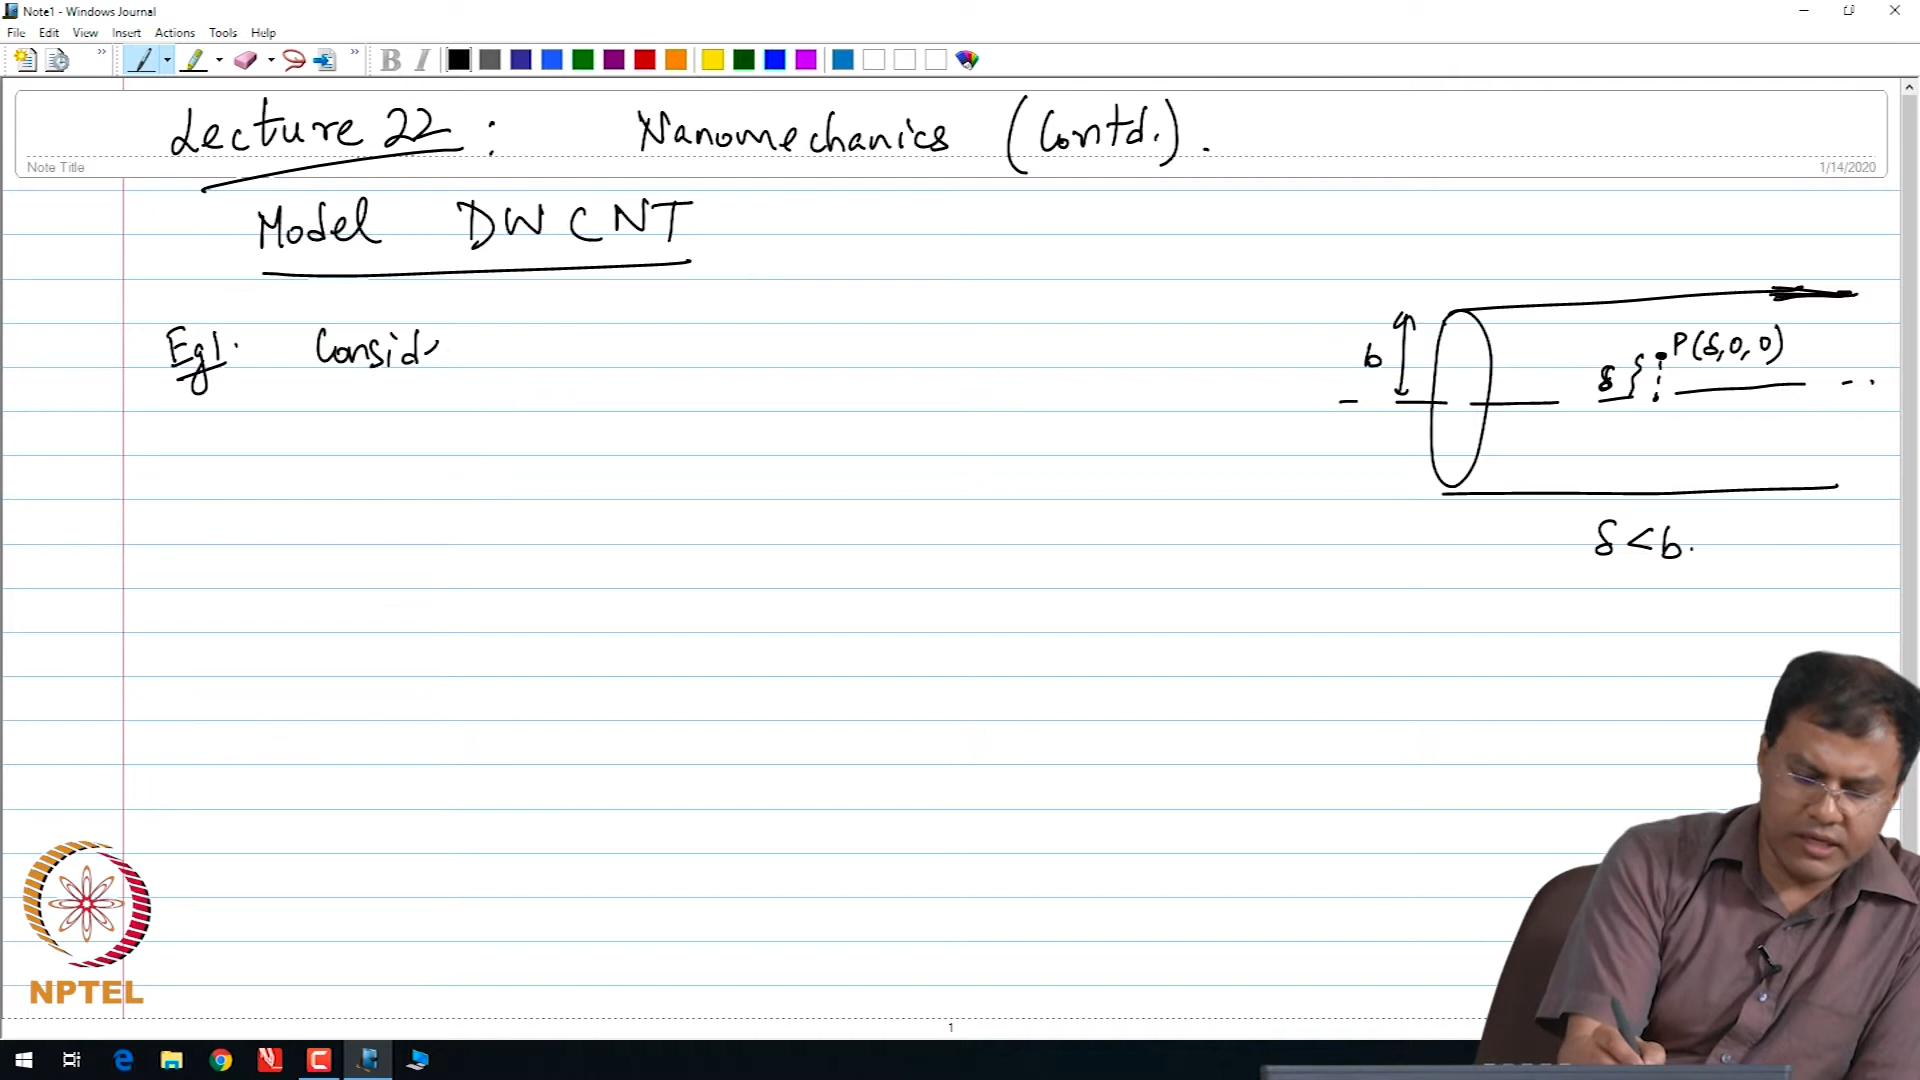 Note1 - Windows Journal
File Edit View Insert Actions Tools Help
Lecture 22 : Nanomechanics (Contd.).
Note Title 1/14/2020
Model DWCNT
Eg1. Consid
b
δ
P(δ,0,0)
δ<b.
NPTEL
1